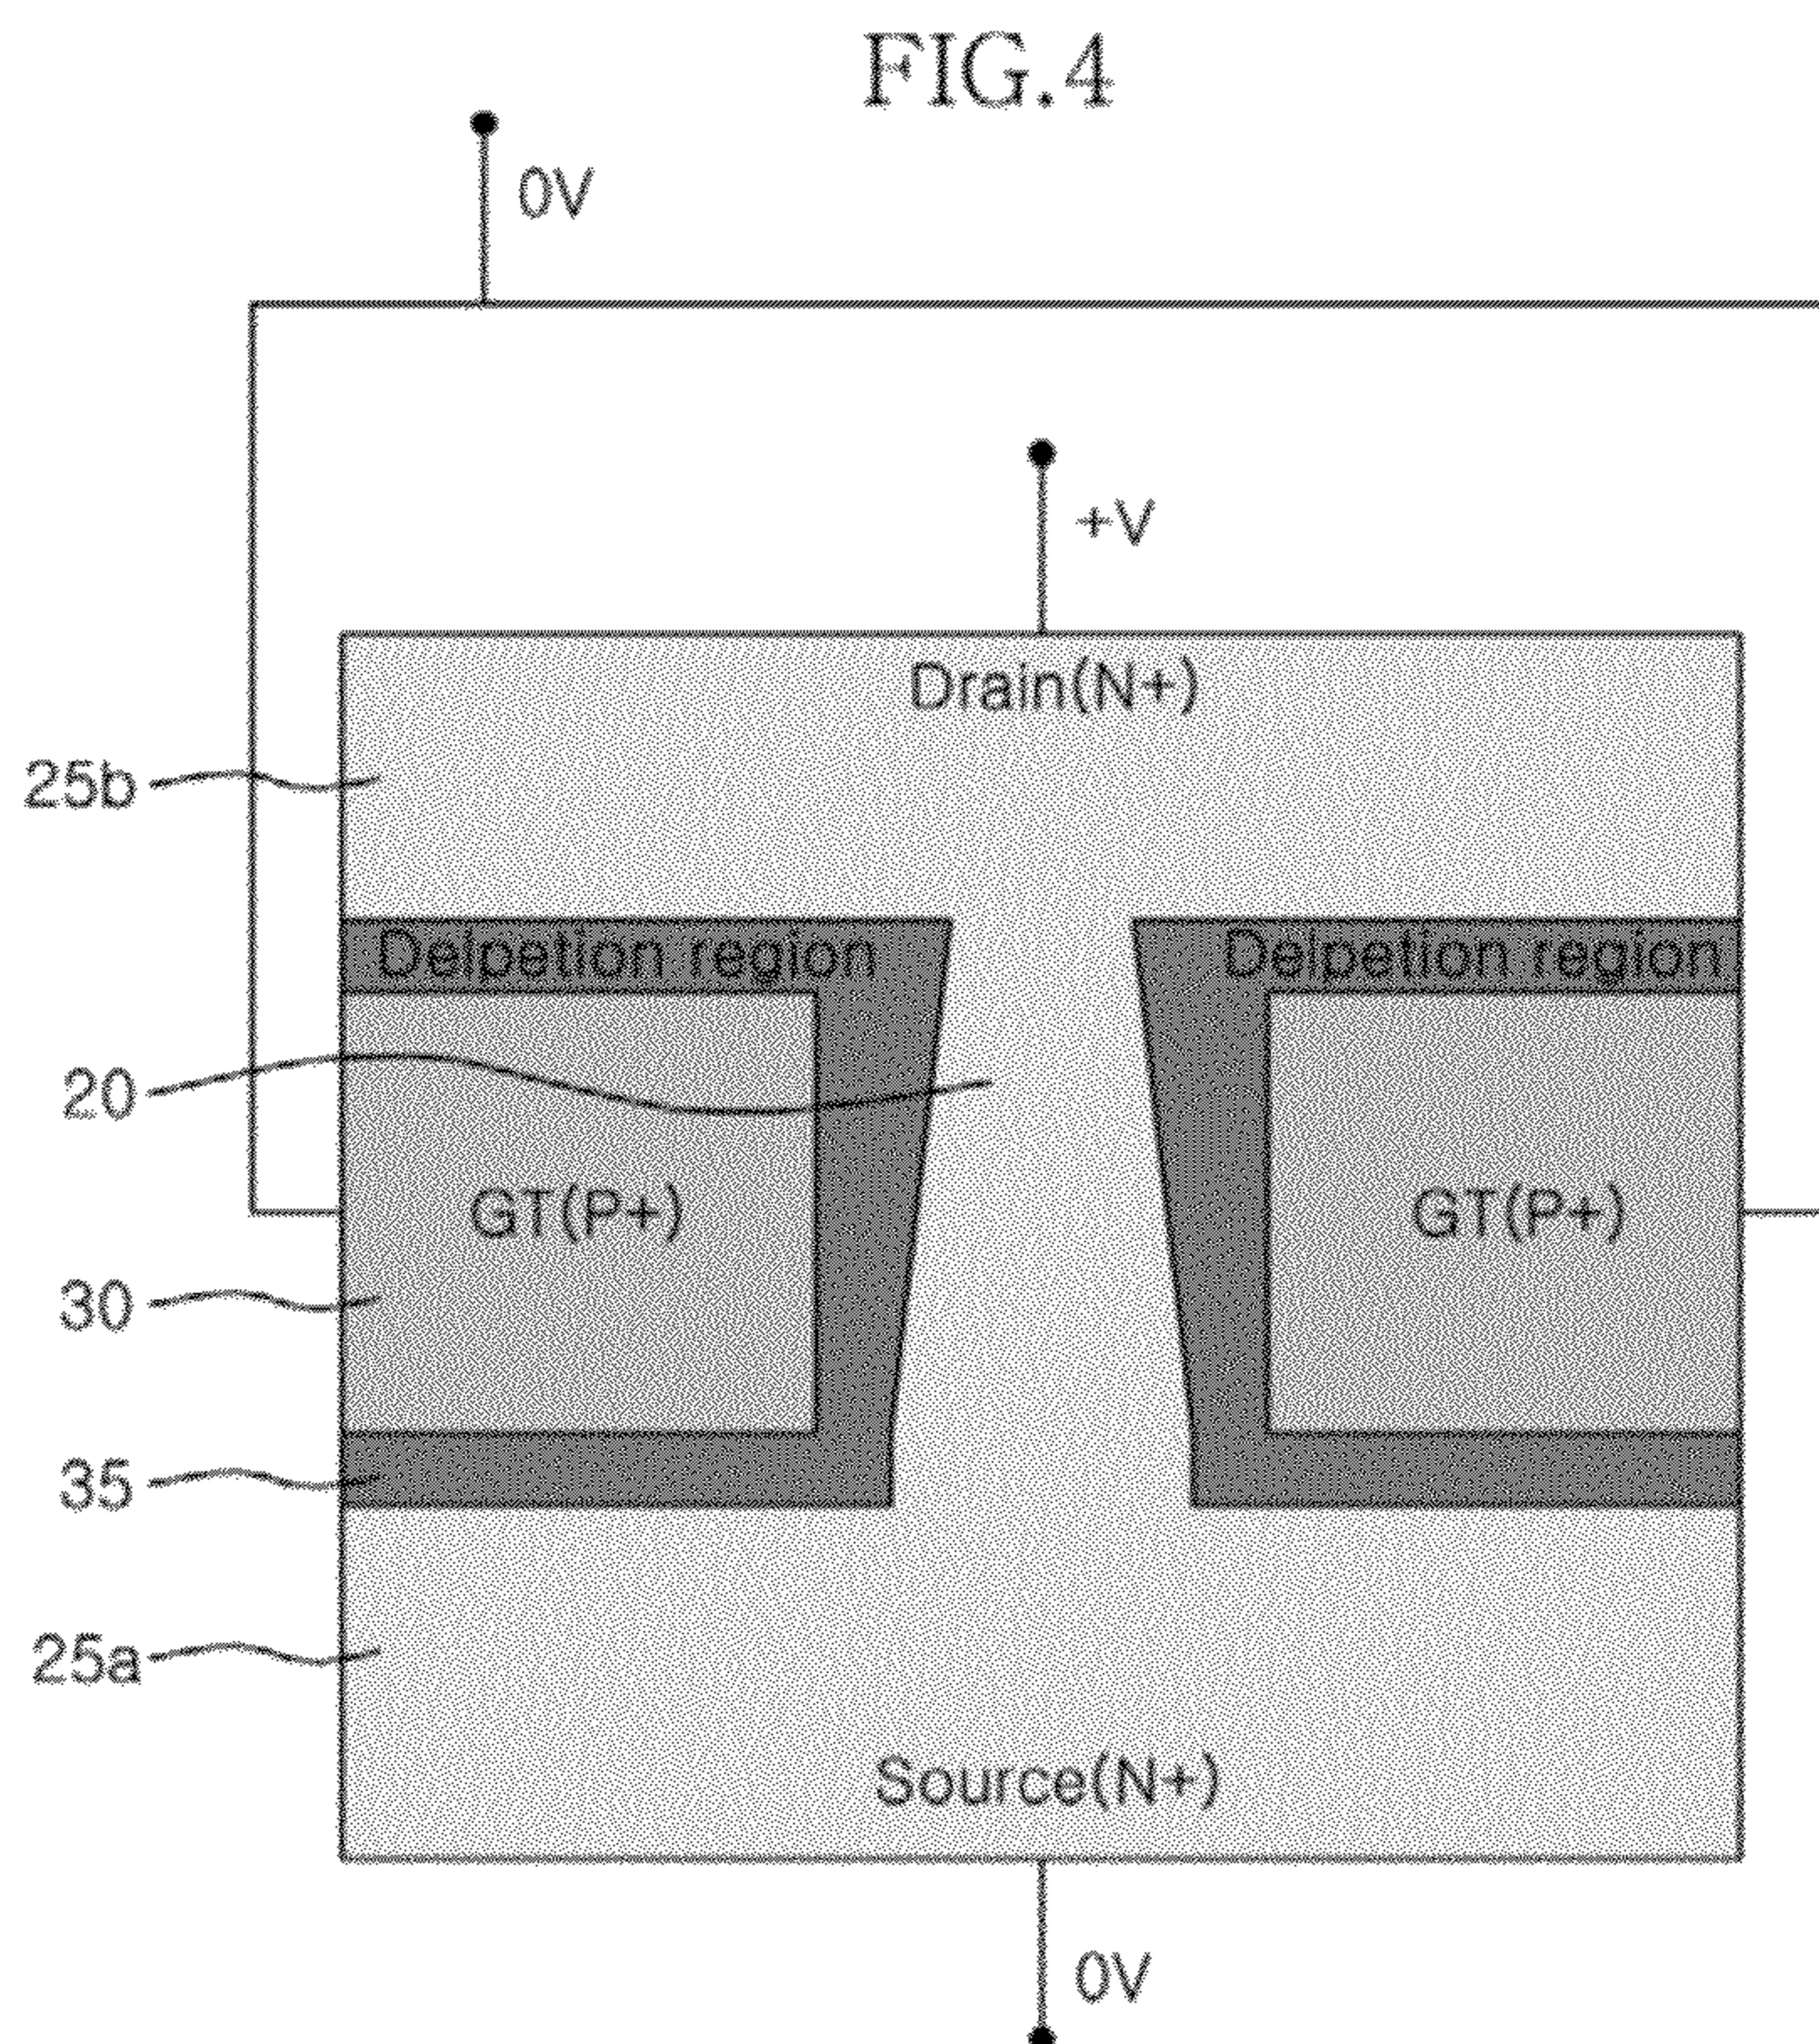 FIG.4
0V
+V
Drain(N+)
25b
Delpetion region
Delpetion region
20
GT(P+)
GT(P+)
30
35
25a
Source(N+)
0V